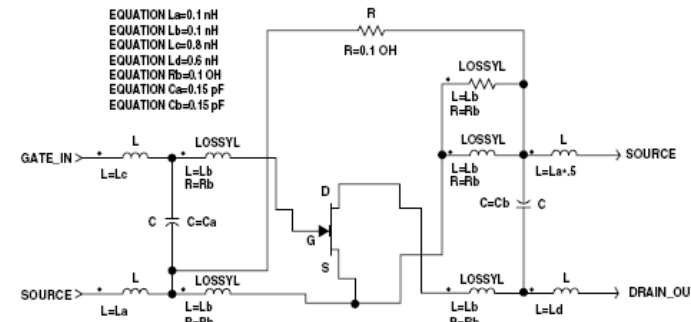 EQUATION La=0.1 nH
EQUATION Lb=0.1 nH
EQUATION Lc=0.8 nH
EQUATION Ld=0.6 nH
EQUATION Rb=0.1 OH
EQUATION Ca=0.15 pF
EQUATION Cb=0.15 pF
R
R=0.1 OH
LOSSYL
L=Lb
R=Rb
GATE_IN
L
L=Lc
LOSSYL
L=Lb
R=Rb
LOSSYL
L=Lb
R=Rb
L
L=La*.5
SOURCE
C
C=Ca
D
G
S
C=Cb
C
SOURCE
L
L=La
LOSSYL
L=Lb
R=Rb
LOSSYL
L=Lb
R=Rb
L
L=Ld
DRAIN_OU